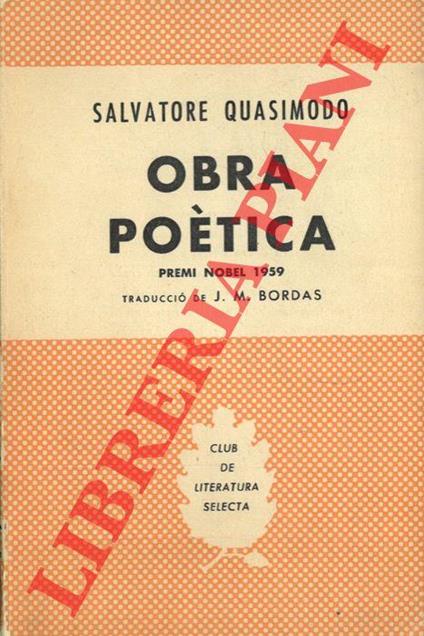 SALVATORE QUASIMODO
OBRA
POÈTICA
PREMI NOBEL 1959
TRADUCCIÓ DE J. M. BORDAS
CLUB
DE
LITERATURA
SELECTA
LIBRERIA PIANI